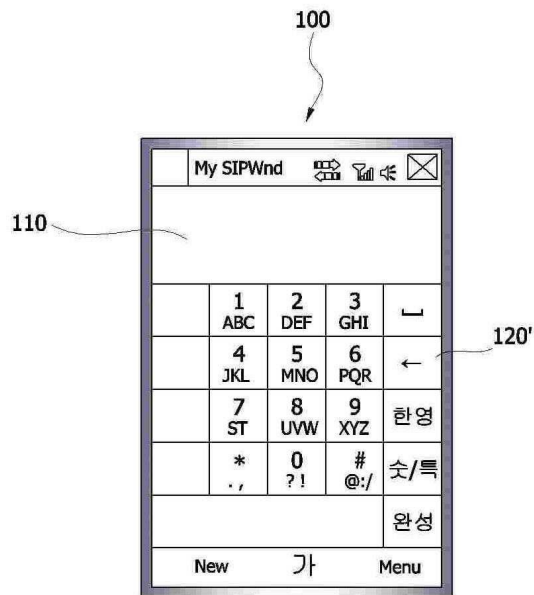 100
My SIPWnd
110
1 2 3 ㄴ
ABC DEF GHI
120'
4 5 6 ←
JKL MNO PQR
7 8 9 한영
ST UVW XYZ
* 0 # 숫/특
. , ? ! @:/
완성
New 가 Menu